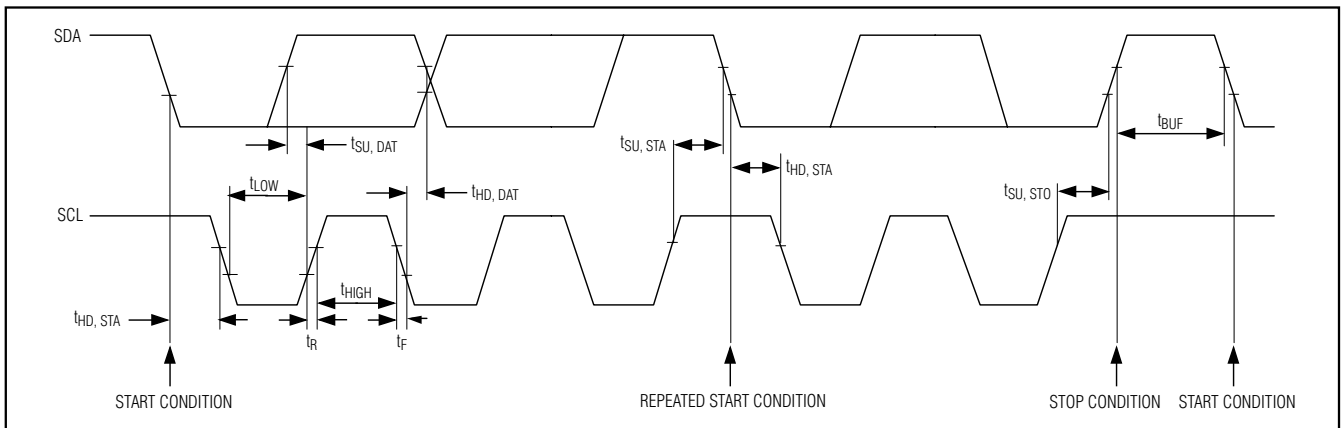 SDA
tSU, DAT
tBUF
tSU, STA
tHD, STA
tLOW
tHD, DAT
tSU, STO
SCL
tHIGH
tHD, STA
tR
tF
START CONDITION
REPEATED START CONDITION
STOP CONDITION
START CONDITION